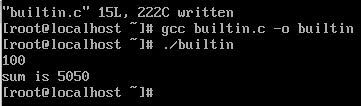 "builtin.c" 15L, 222C written
[root@localhost ~]# gcc builtin.c -o builtin
[root@localhost ~]# ./builtin
100
sum is 5050
[root@localhost ~]#